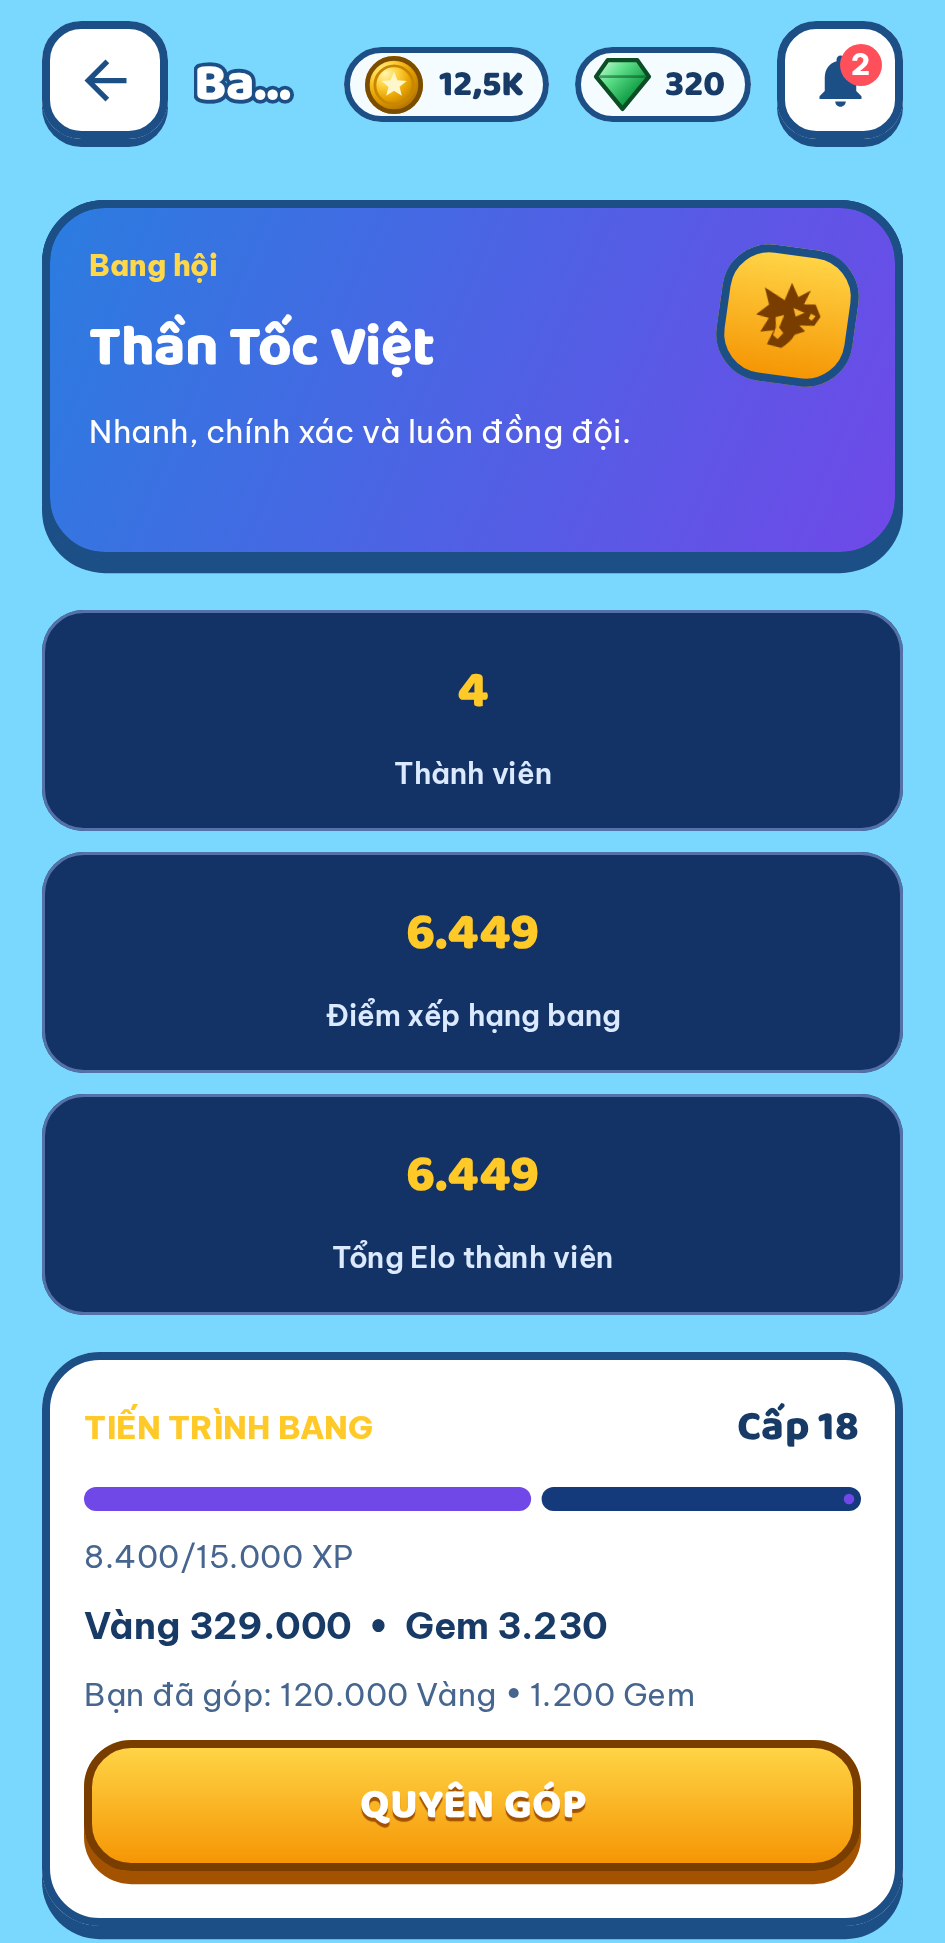 Ba...
12,5K
320
2
Bang hội
Thần Tốc Việt
Nhanh, chính xác và luôn đồng đội.
4
Thành viên
6.449
Điểm xếp hạng bang
6.449
Tổng Elo thành viên
TIẾN TRÌNH BANG
Cấp 18
8.400/15.000 XP
Vàng 329.000 • Gem 3.230
Bạn đã góp: 120.000 Vàng • 1.200 Gem
QUYÊN GÓP